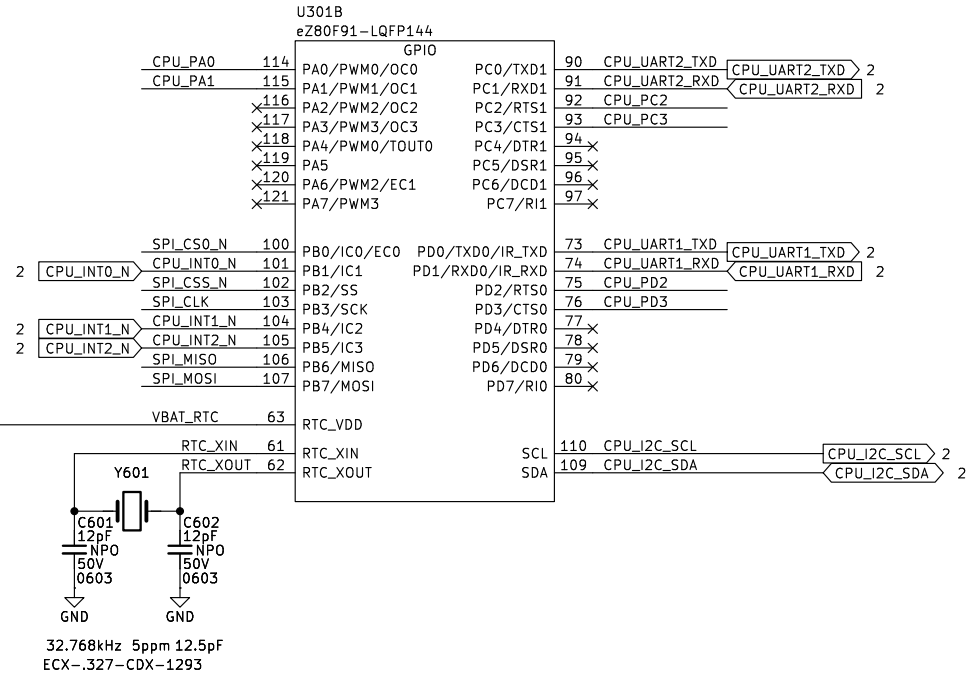 U301B
eZ80F91-LQFP144
GPIO
CPU_PA0 114 PA0/PWM0/OC0 PC0/TXD1 90 CPU_UART2_TXD CPU_UART2_TXD 2
CPU_PA1 115 PA1/PWM1/OC1 PC1/RXD1 91 CPU_UART2_RXD CPU_UART2_RXD 2
116 PA2/PWM2/OC2 PC2/RTS1 92 CPU_PC2
117 PA3/PWM3/OC3 PC3/CTS1 93 CPU_PC3
118 PA4/PWM0/TOUT0 PC4/DTR1 94
119 PA5 PC5/DSR1 95
120 PA6/PWM2/EC1 PC6/DCD1 96
121 PA7/PWM3 PC7/RI1 97
SPI_CS0_N 100 PB0/IC0/EC0 PD0/TXD0/IR_TXD 73 CPU_UART1_TXD CPU_UART1_TXD 2
2 CPU_INT0_N CPU_INT0_N 101 PB1/IC1 PD1/RXD0/IR_RXD 74 CPU_UART1_RXD CPU_UART1_RXD 2
SPI_CSS_N 102 PB2/SS PD2/RTS0 75 CPU_PD2
SPI_CLK 103 PB3/SCK PD3/CTS0 76 CPU_PD3
2 CPU_INT1_N CPU_INT1_N 104 PB4/IC2 PD4/DTR0 77
2 CPU_INT2_N CPU_INT2_N 105 PB5/IC3 PD5/DSR0 78
SPI_MISO 106 PB6/MISO PD6/DCD0 79
SPI_MOSI 107 PB7/MOSI PD7/RI0 80
VBAT_RTC 63 RTC_VDD
RTC_XIN 61 RTC_XIN SCL 110 CPU_I2C_SCL CPU_I2C_SCL 2
RTC_XOUT 62 RTC_XOUT SDA 109 CPU_I2C_SDA CPU_I2C_SDA 2
Y601
C601 C602
12pF 12pF
NPO NPO
50V 50V
0603 0603
GND GND
32.768kHz 5ppm 12.5pF
ECX-.327-CDX-1293